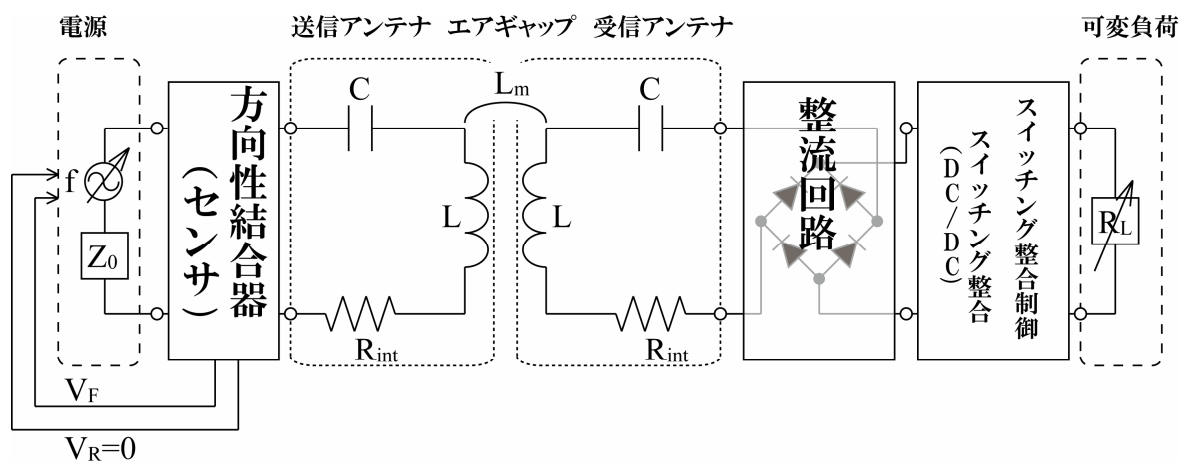 電源
送信アンテナ
エアギャップ
受信アンテナ
可変負荷
f
Z0
方向性結合器
(センサ)
C
L
Rint
Lm
C
L
Rint
整流回路
スイッチング整合制御
スイッチング整合
(DC/DC)
RL
VF
VR=0